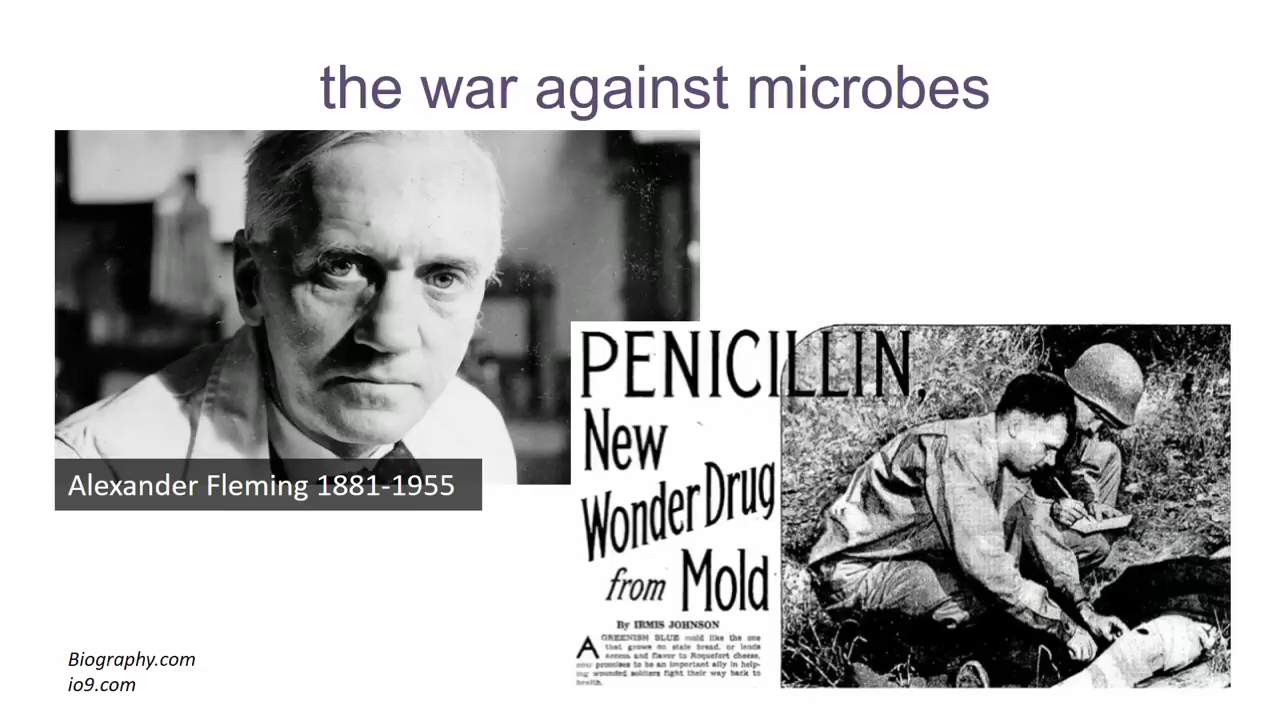 the war against microbes
Alexander Fleming 1881-1955
PENICILLIN,
New
Wonder Drug
from Mold
By IRMIS JOHNSON
A GREENISH BLUE mold like the one
that grows on stale bread, or lends
aroma and flavor to Roquefort cheese,
now promises to be an important ally in help-
ing wounded soldiers fight their way back to
health.
Biography.com
io9.com